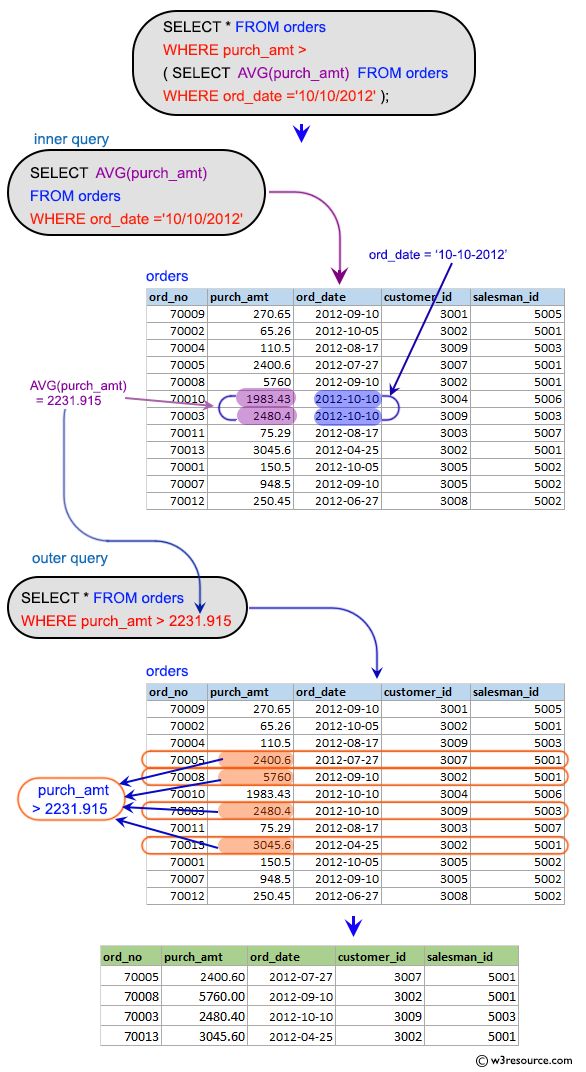 SELECT * FROM orders
WHERE purch_amt >
( SELECT AVG(purch_amt) FROM orders
WHERE ord_date ='10/10/2012' );
inner query
SELECT AVG(purch_amt)
FROM orders
WHERE ord_date ='10/10/2012'
ord_date = ‘10-10-2012’
orders
ord_no purch_amt ord_date customer_id salesman_id
70009 270.65 2012-09-10 3001 5005
70002 65.26 2012-10-05 3002 5001
70004 110.5 2012-08-17 3009 5003
70005 2400.6 2012-07-27 3007 5001
70008 5760 2012-09-10 3002 5001
70010 1983.43 2012-10-10 3004 5006
70003 2480.4 2012-10-10 3009 5003
70011 75.29 2012-08-17 3003 5007
70013 3045.6 2012-04-25 3002 5001
70001 150.5 2012-10-05 3005 5002
70007 948.5 2012-09-10 3005 5002
70012 250.45 2012-06-27 3008 5002
AVG(purch_amt)
= 2231.915
outer query
SELECT * FROM orders
WHERE purch_amt > 2231.915
orders
ord_no purch_amt ord_date customer_id salesman_id
70009 270.65 2012-09-10 3001 5005
70002 65.26 2012-10-05 3002 5001
70004 110.5 2012-08-17 3009 5003
70005 2400.6 2012-07-27 3007 5001
70008 5760 2012-09-10 3002 5001
70010 1983.43 2012-10-10 3004 5006
70003 2480.4 2012-10-10 3009 5003
70011 75.29 2012-08-17 3003 5007
70013 3045.6 2012-04-25 3002 5001
70001 150.5 2012-10-05 3005 5002
70007 948.5 2012-09-10 3005 5002
70012 250.45 2012-06-27 3008 5002
purch_amt
> 2231.915
ord_no purch_amt ord_date customer_id salesman_id
70005 2400.60 2012-07-27 3007 5001
70008 5760.00 2012-09-10 3002 5001
70003 2480.40 2012-10-10 3009 5003
70013 3045.60 2012-04-25 3002 5001
© w3resource.com